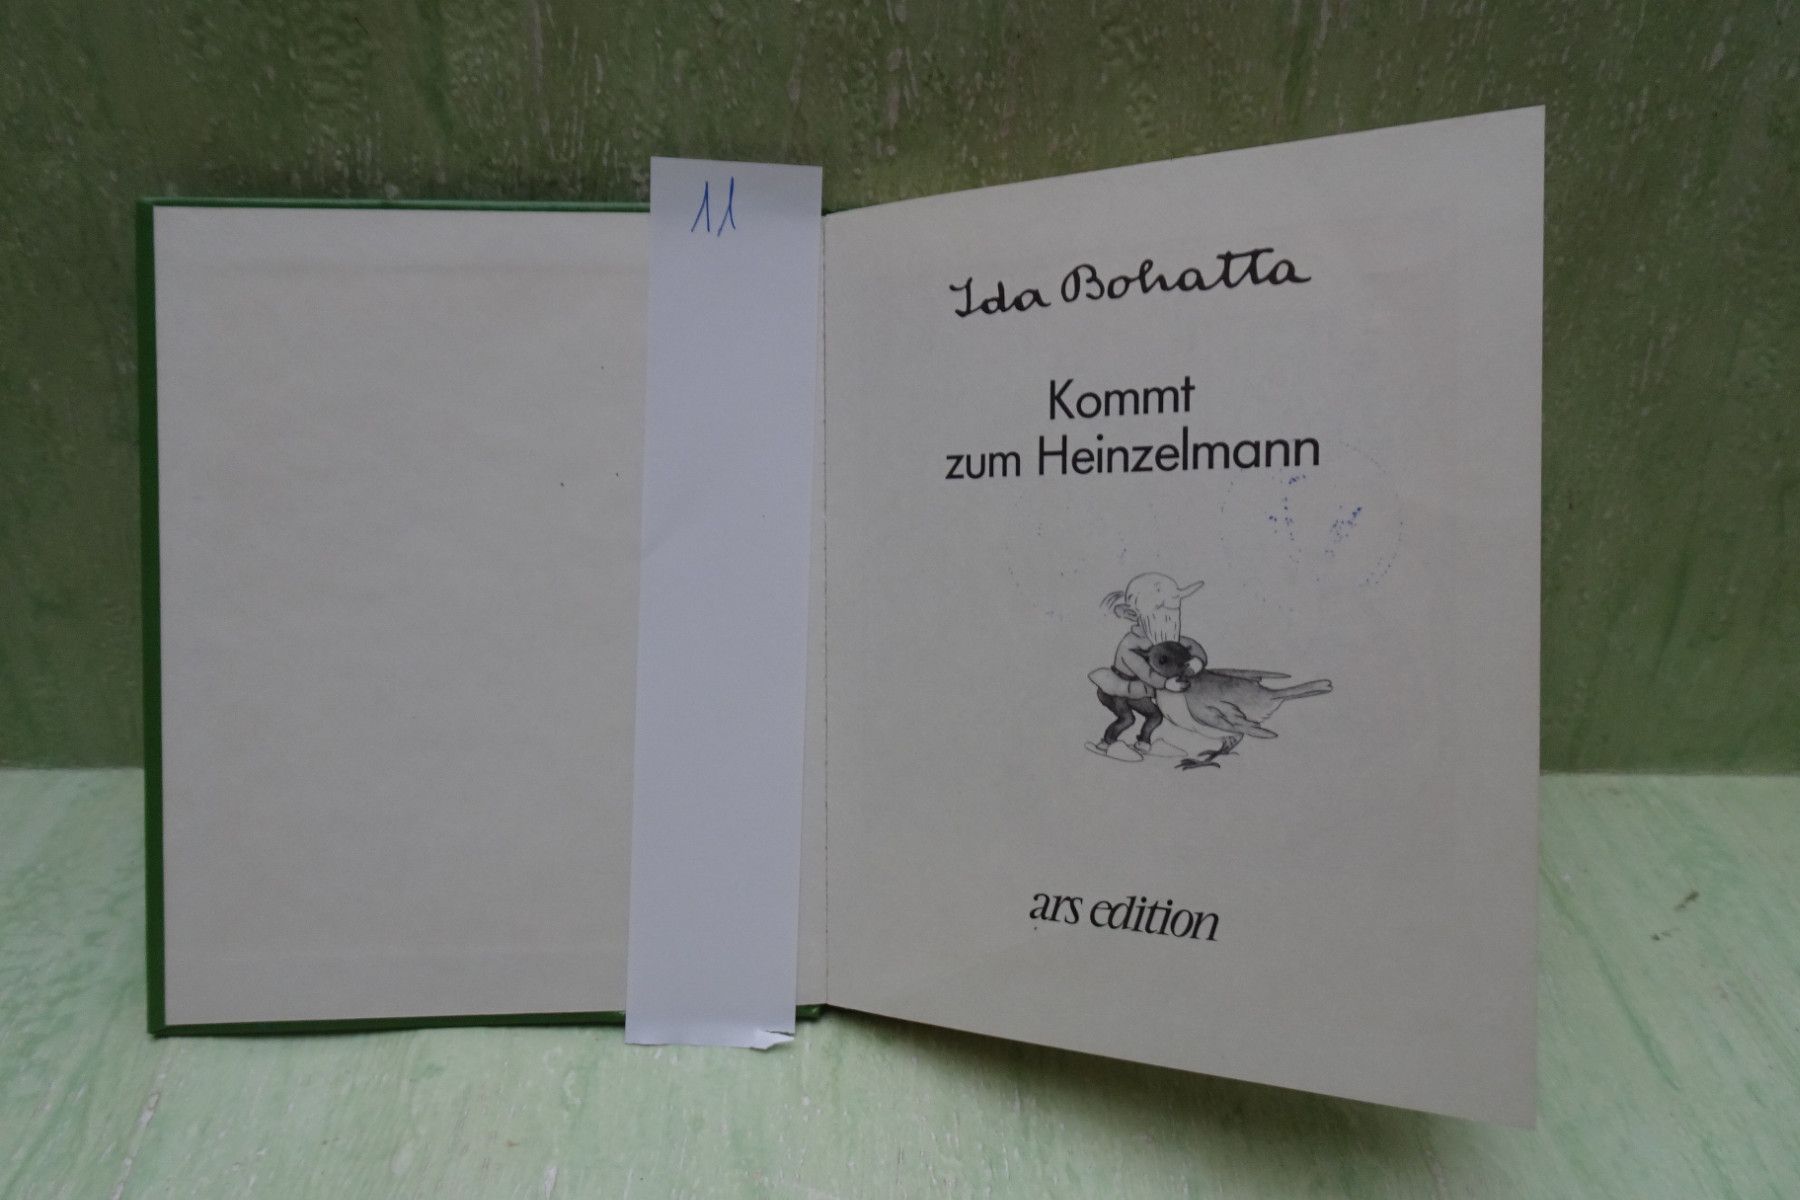 11
Ida Bohatta
Kommt
zum Heinzelmann
ars edition